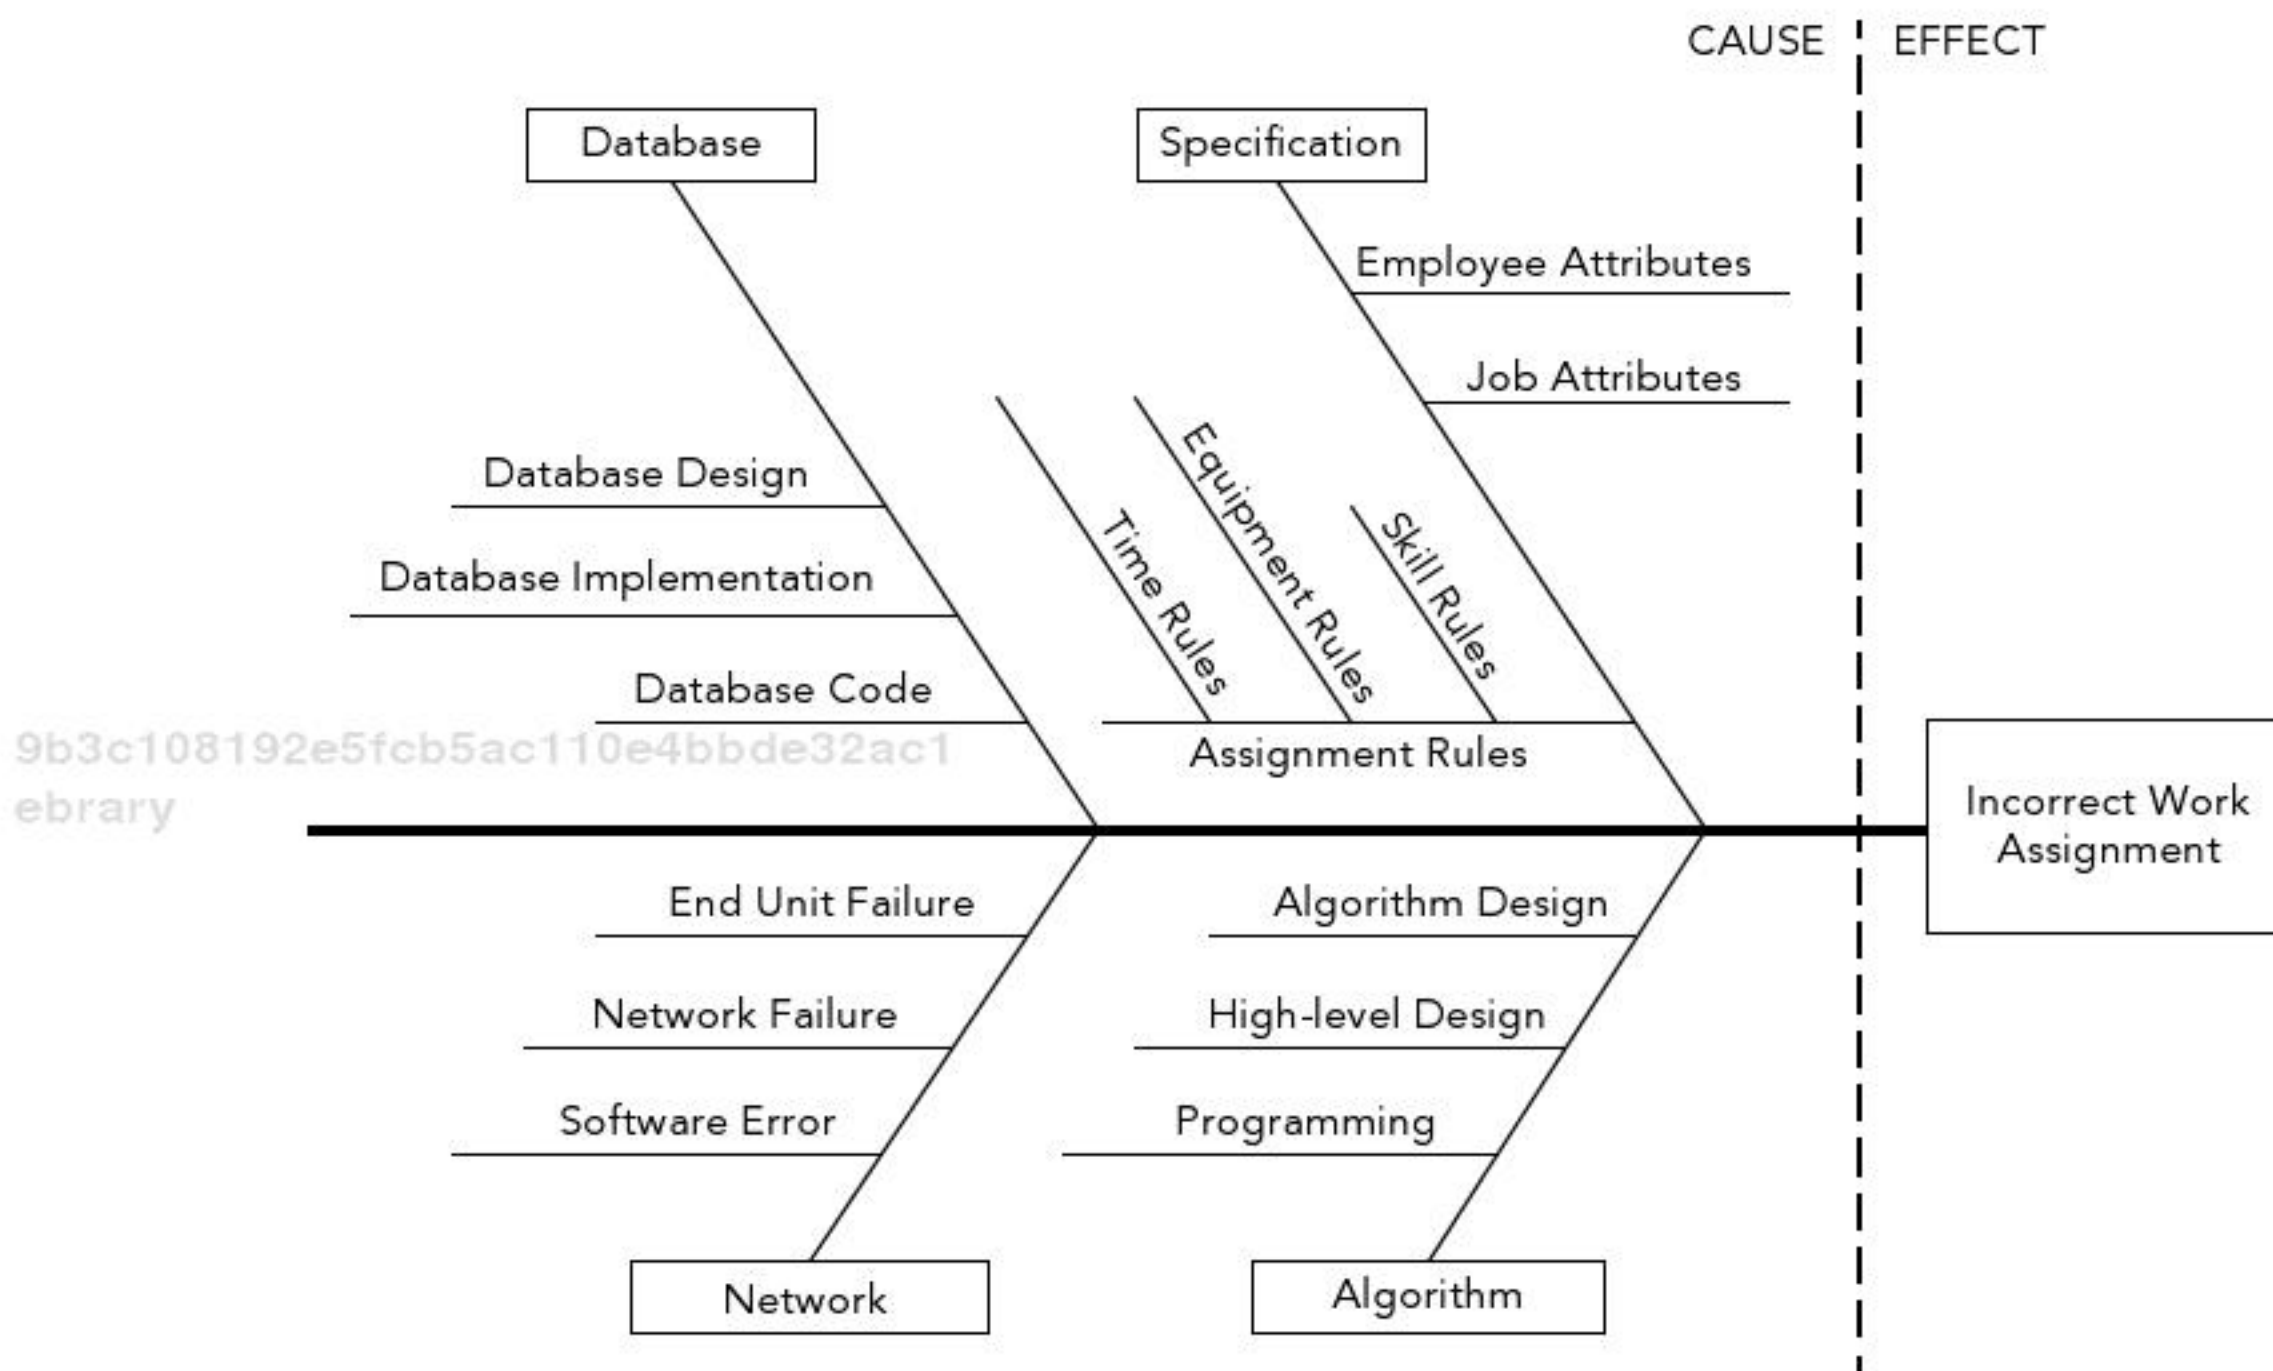 CAUSE
EFFECT
Database
Specification
Employee Attributes
Job Attributes
Database Design
Database Implementation
Database Code
Time Rules
Equipment Rules
Skill Rules
Assignment Rules
9b3c108192e5fcb5ac110e4bbde32ac1
ebrary
Incorrect Work
Assignment
End Unit Failure
Algorithm Design
Network Failure
High-level Design
Software Error
Programming
Network
Algorithm